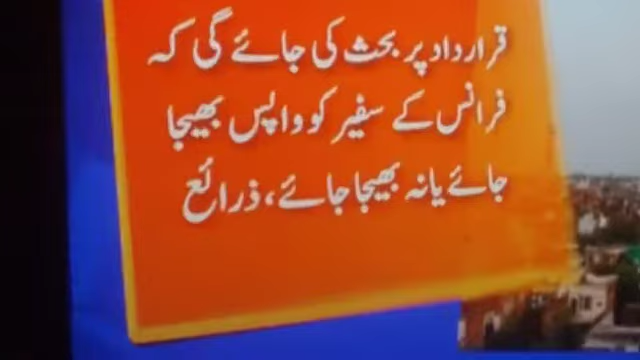 قرارداد پر بحث کی جائے گی کہ
فرانس کے سفیر کو واپس بھیجا
جائے یا نہ بھیجا جائے، ذرائع